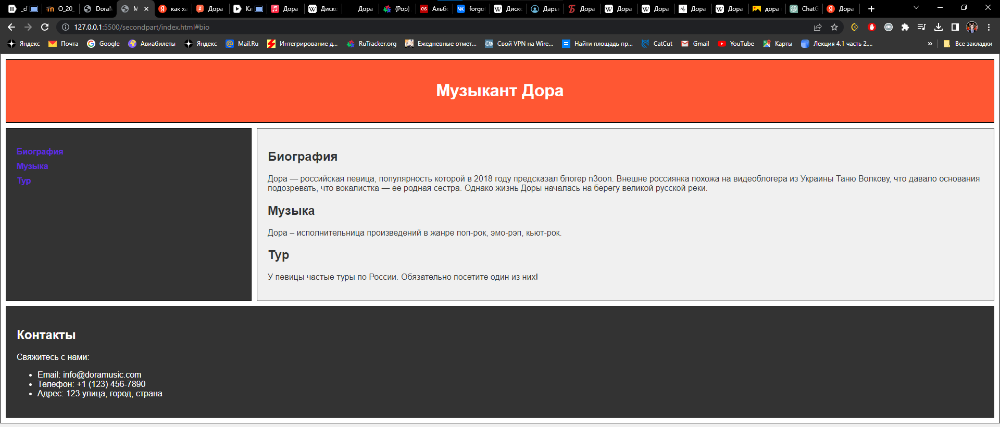 _d O_20_ DoraM М как ха Дора Кл Дора Диско Дора (Pop) Альбо forgot Диско Дарья Дора Дора Дора Дора Дора дора ChatG Дора
127.0.0.1:5500/secondpart/index.html#bio
Яндекс Почта Google Авиабилеты Яндекс Mail.Ru Интегрирование д... RuTracker.org Ежедневные отмет... Свой VPN на Wire... Найти площадь пр... CatCut Gmail YouTube Карты Лекция 4.1 часть 2.... » Все закладки
Музыкант Дора
Биография
Музыка
Тур
Биография
Дора — российская певица, популярность которой в 2018 году предсказал блогер n3oon. Внешне россиянка похожа на видеоблогера из Украины Таню Волкову, что давало основания
подозревать, что вокалистка — ее родная сестра. Однако жизнь Доры началась на берегу великой русской реки.
Музыка
Дора – исполнительница произведений в жанре поп-рок, эмо-рэп, кьют-рок.
Тур
У певицы частые туры по России. Обязательно посетите один из них!
Контакты
Свяжитесь с нами:
• Email: info@doramusic.com
• Телефон: +1 (123) 456-7890
• Адрес: 123 улица, город, страна